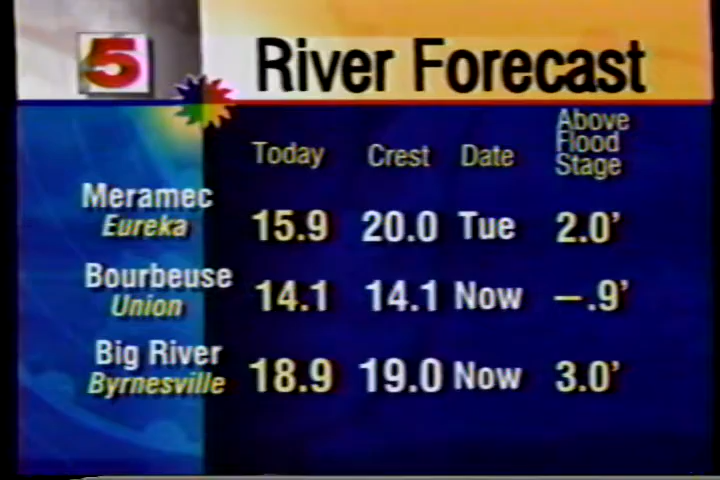 5
River Forecast
Today Crest Date Above Flood Stage
Meramec
Eureka 15.9 20.0 Tue 2.0'
Bourbeuse
Union 14.1 14.1 Now –.9'
Big River
Byrnesville 18.9 19.0 Now 3.0'